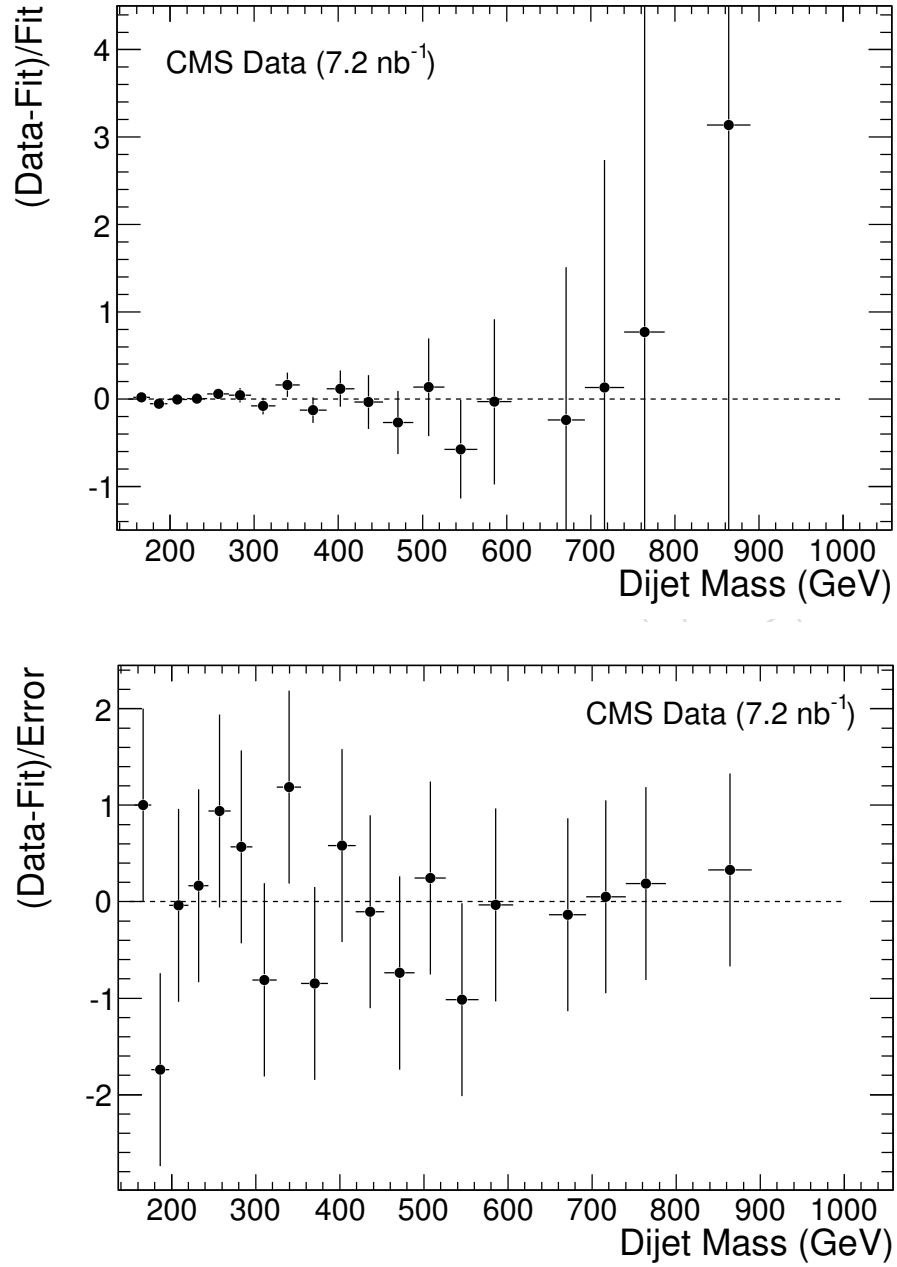 (Data-Fit)/Fit
CMS Data (7.2 nb⁻¹)
4
3
2
1
0
-1
200 300 400 500 600 700 800 900 1000
Dijet Mass (GeV)
(Data-Fit)/Error
CMS Data (7.2 nb⁻¹)
2
1
0
-1
-2
200 300 400 500 600 700 800 900 1000
Dijet Mass (GeV)